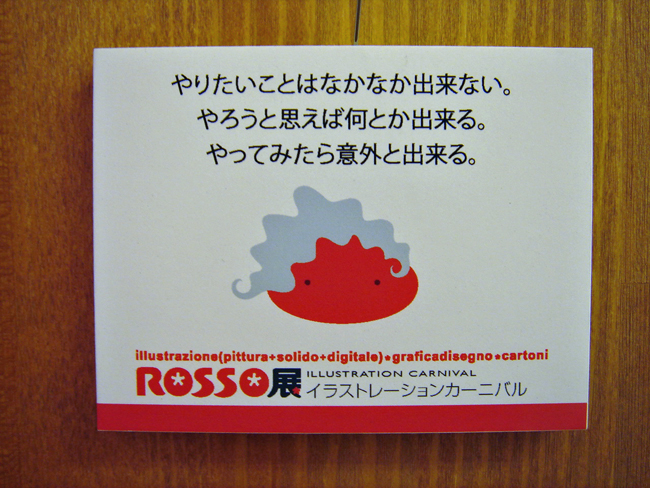 やりたいことはなかなか出来ない。
やろうと思えば何とか出来る。
やってみたら意外と出来る。
illustrazione(pittura+solido+digitale)*graficadisegno*cartoni
ROSSO展 ILLUSTRATION CARNIVAL
イラストレーションカーニバル